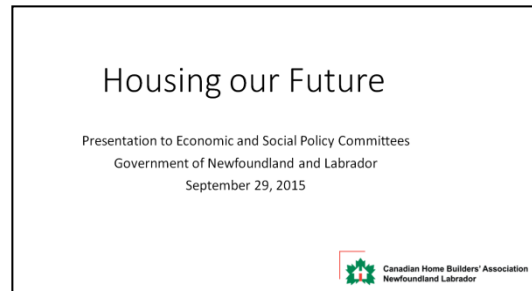 Housing our Future
Presentation to Economic and Social Policy Committees
Government of Newfoundland and Labrador
September 29, 2015
Canadian Home Builders' Association
Newfoundland Labrador